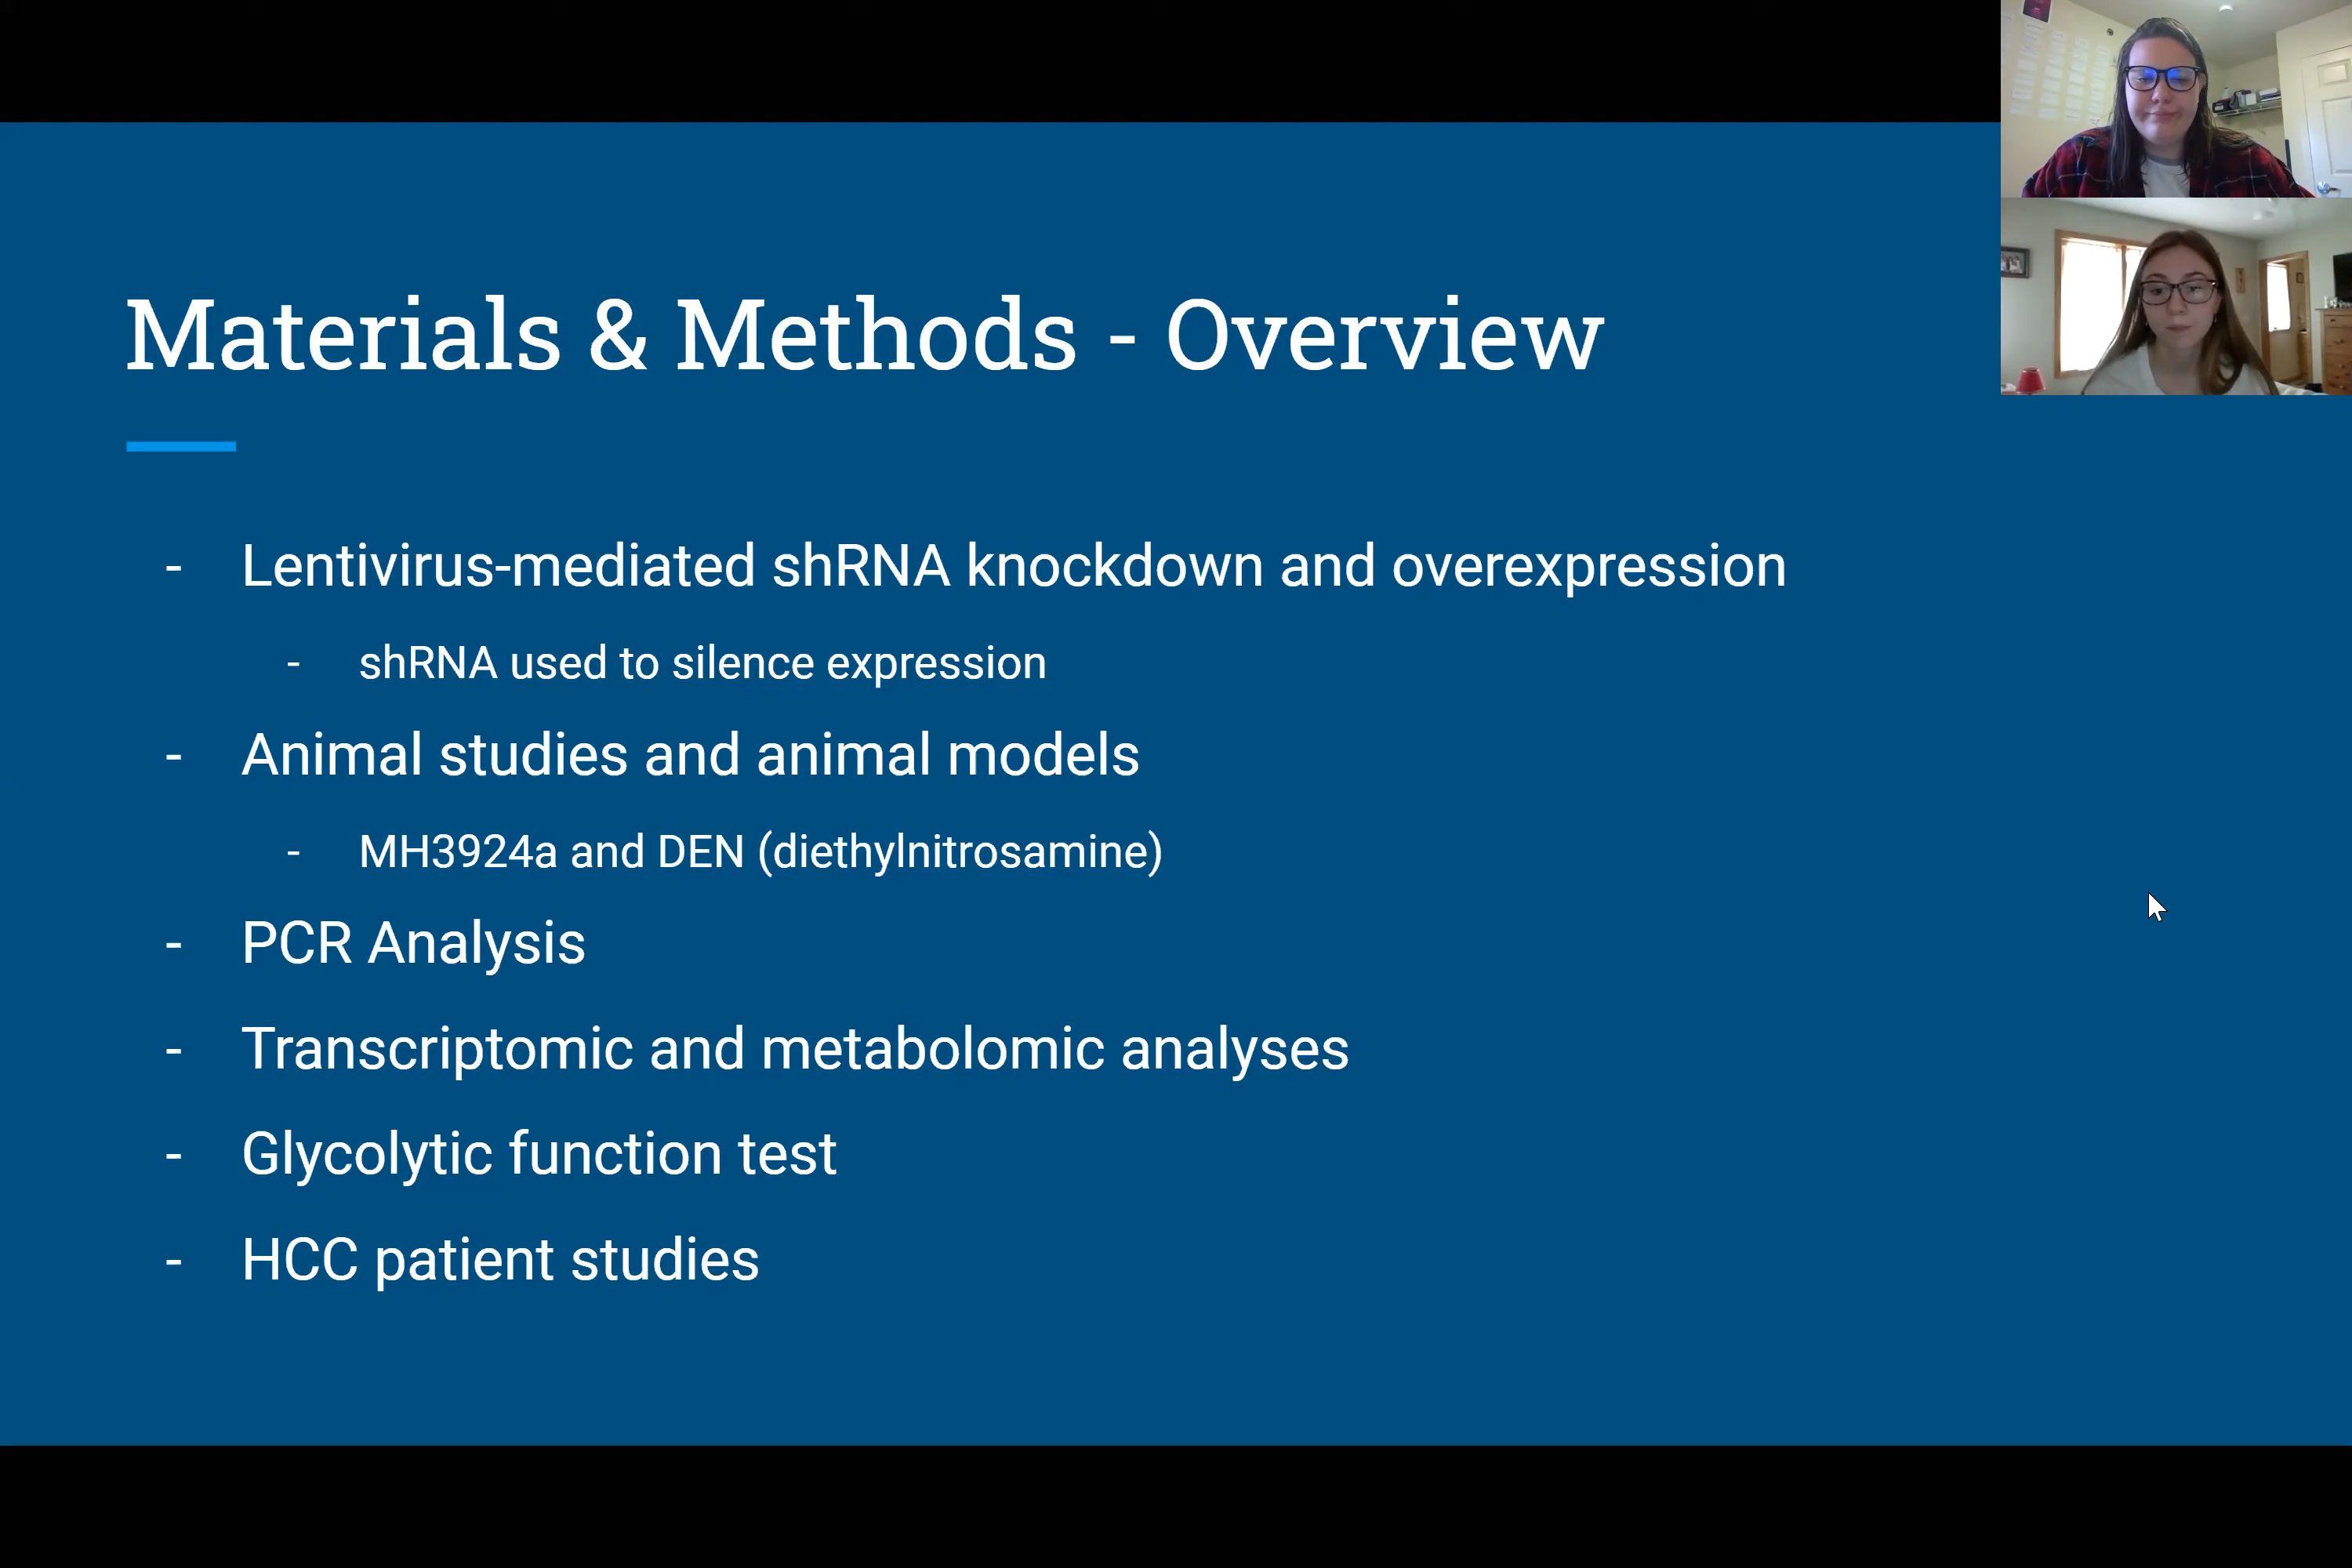 Materials & Methods - Overview
- Lentivirus-mediated shRNA knockdown and overexpression
- shRNA used to silence expression
- Animal studies and animal models
- MH3924a and DEN (diethylnitrosamine)
- PCR Analysis
- Transcriptomic and metabolomic analyses
- Glycolytic function test
- HCC patient studies